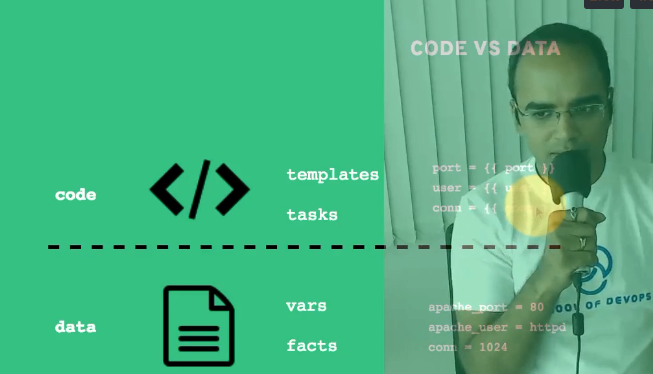 CODE VS DATA
code
</>
templates
tasks
port = {{ port }}
user = {{ u
conn = {{
data
vars
facts
apache_port = 80
apache_user = httpd
conn = 1024
OF DEVOPS